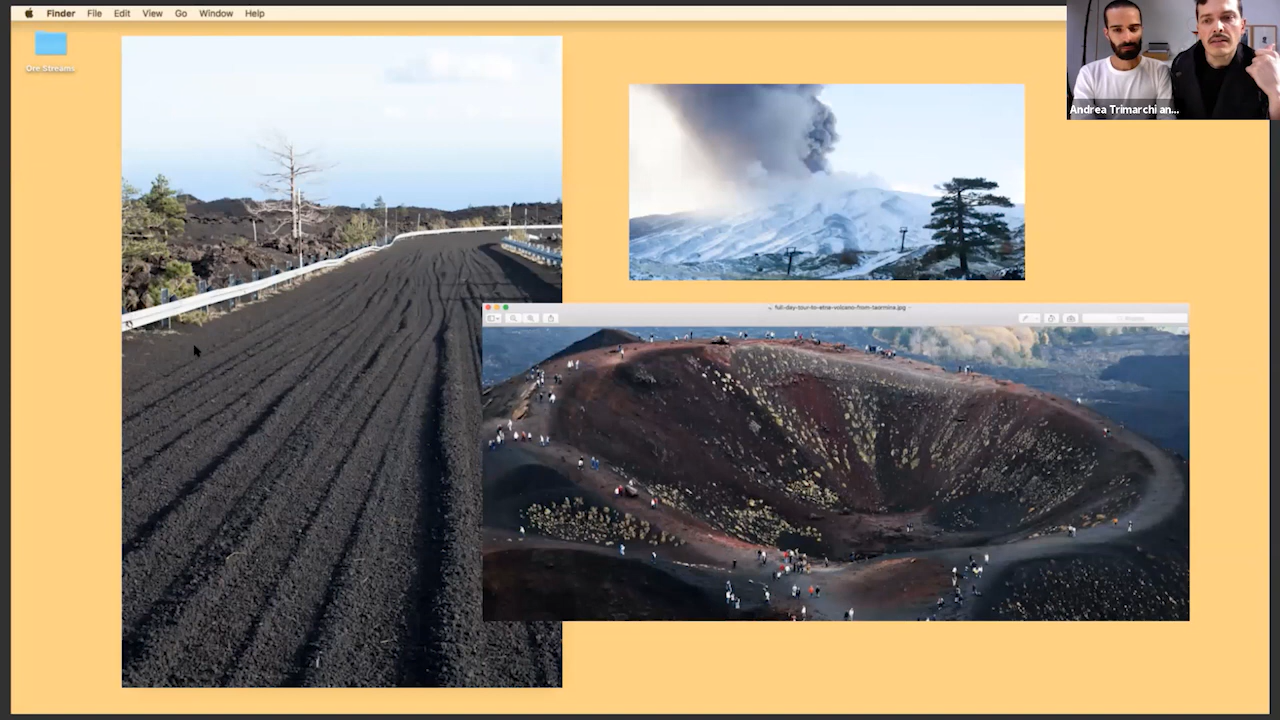 Finder File Edit View Go Window Help
Ore Streams
Andrea Trimarchi an...
full-day-tour-to-etna-volcano-from-taormina.jpg